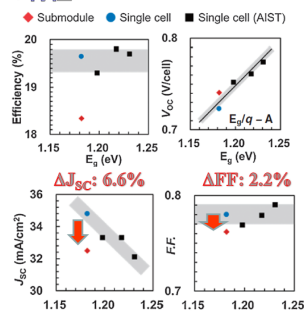 Submodule Single cell Single cell (AIST)
Efficiency (%)
20
19
18
1.15 1.20 1.25
Eg (eV)
VOC (V/cell)
0.8
0.7
Eg/q – A
1.15 1.20 1.25
Eg (eV)
ΔJSC: 6.6%
JSC (mA/cm²)
36
34
32
30
1.15 1.20 1.25
ΔFF: 2.2%
F.F.
0.8
0.7
1.15 1.20 1.25